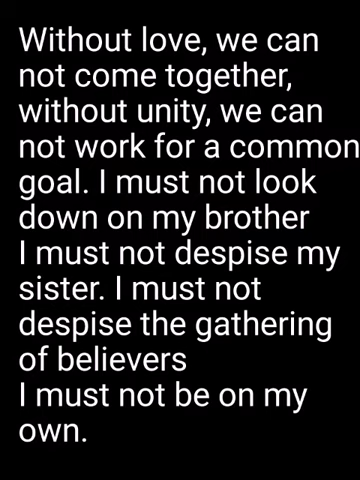 Without love, we can
not come together,
without unity, we can
not work for a common
goal. I must not look
down on my brother
I must not despise my
sister. I must not
despise the gathering
of believers
I must not be on my
own.